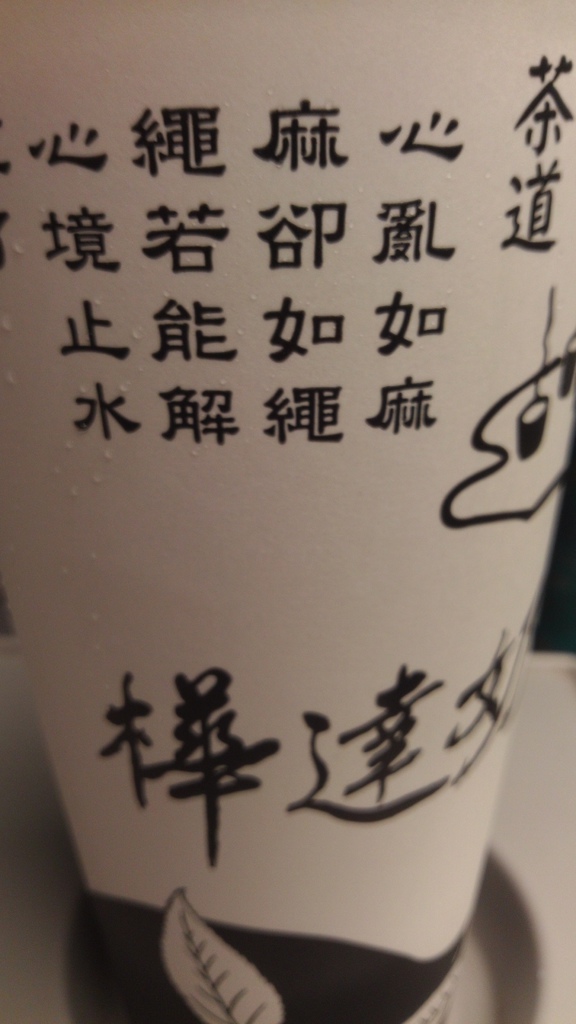 茶道
心亂如麻
麻卻如繩
繩若能解
心境止水
樺達